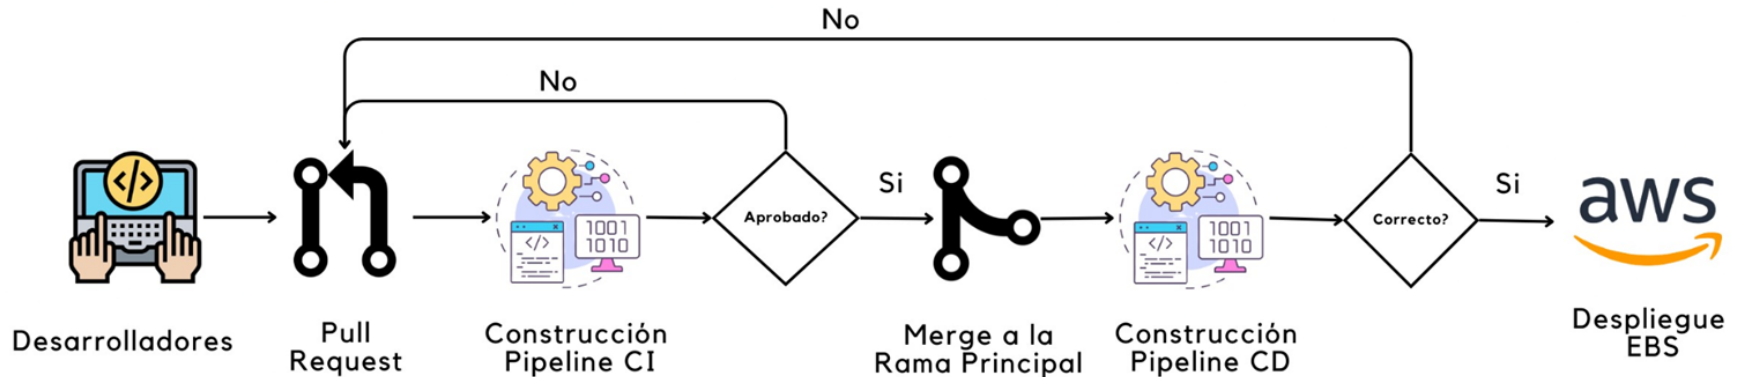 No
No
Si
Si
Aprobado?
Correcto?
</>
1001
1010
</>
</>
1001
1010
aws
Desarrolladores
Pull
Request
Construcción
Pipeline CI
Merge a la
Rama Principal
Construcción
Pipeline CD
Despliegue
EBS